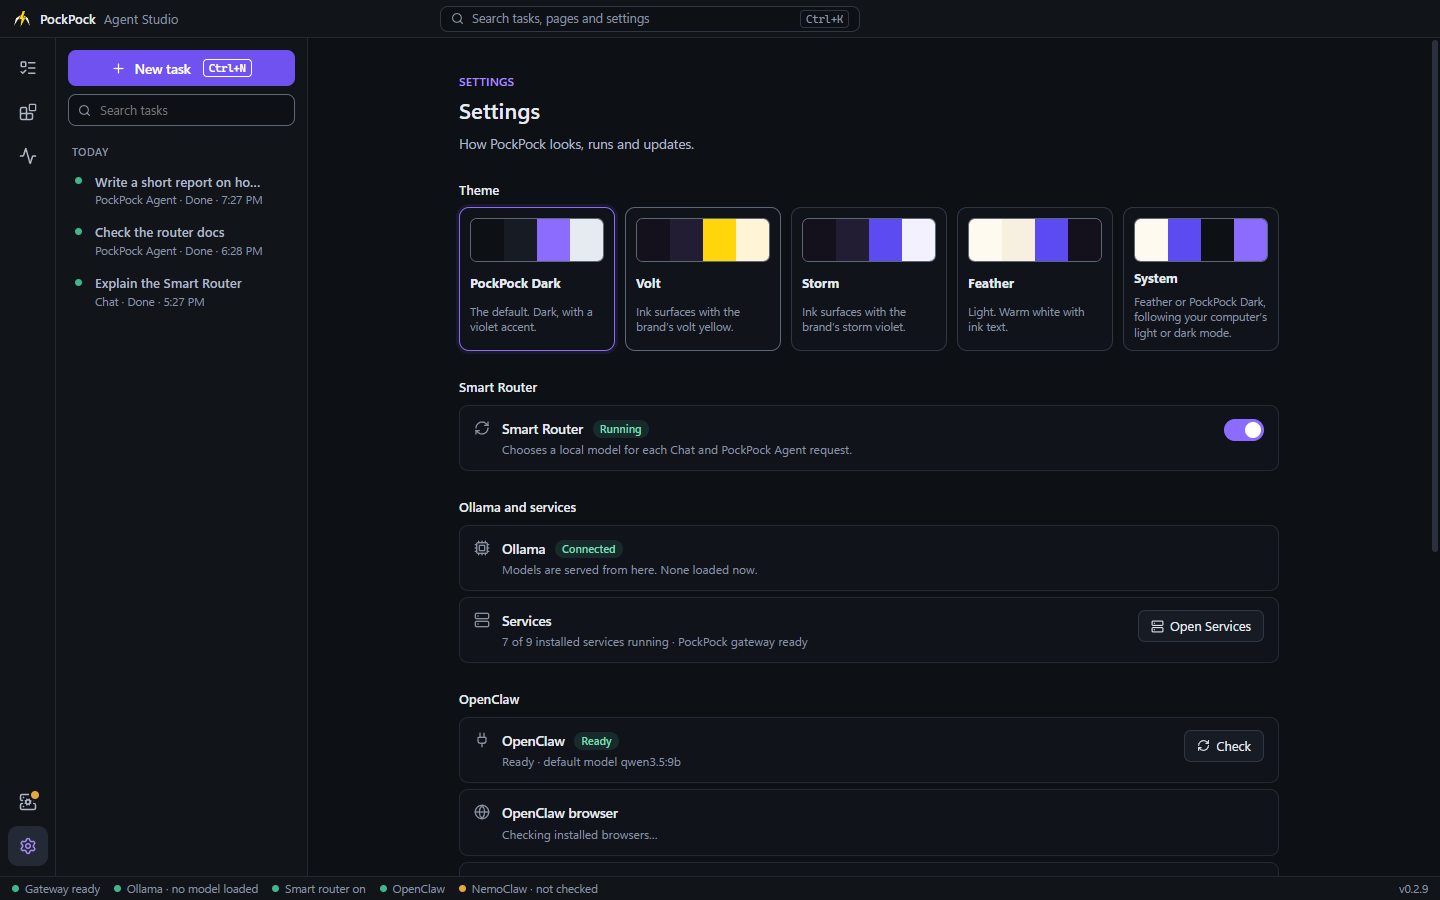 PockPock Agent Studio
Search tasks, pages and settings Ctrl+K
New task Ctrl+N
Search tasks
TODAY
Write a short report on ho...
PockPock Agent · Done · 7:27 PM
Check the router docs
PockPock Agent · Done · 6:28 PM
Explain the Smart Router
Chat · Done · 5:27 PM
SETTINGS
Settings
How PockPock looks, runs and updates.
Theme
PockPock Dark
The default. Dark, with a
violet accent.
Volt
Ink surfaces with the
brand's volt yellow.
Storm
Ink surfaces with the
brand's storm violet.
Feather
Light. Warm white with
ink text.
System
Feather or PockPock Dark,
following your computer's
light or dark mode.
Smart Router
Smart Router Running
Chooses a local model for each Chat and PockPock Agent request.
Ollama and services
Ollama Connected
Models are served from here. None loaded now.
Services
7 of 9 installed services running · PockPock gateway ready
Open Services
OpenClaw
OpenClaw Ready
Ready · default model qwen3.5:9b
Check
OpenClaw browser
Checking installed browsers...
Gateway ready Ollama · no model loaded Smart router on OpenClaw NemoClaw · not checked v0.2.9